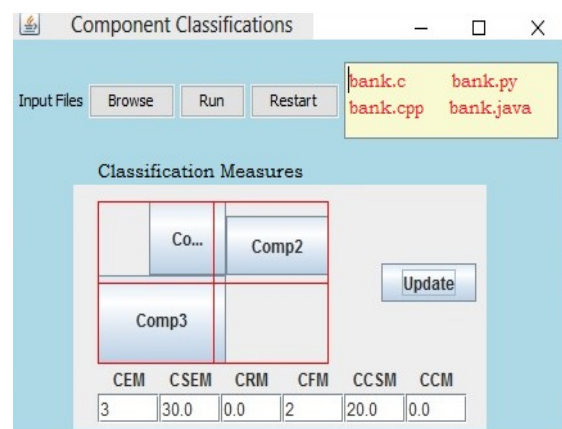 Component Classifications
Input Files Browse Run Restart
bank.c bank.py
bank.cpp bank.java
Classification Measures
Co... Comp2
Update
Comp3
CEM CSEM CRM CFM CCSM CCM
3 30.0 0.0 2 20.0 0.0